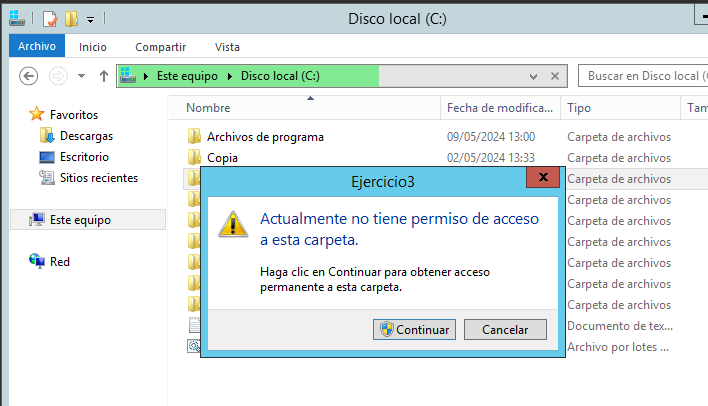 Disco local (C:)
Archivo Inicio Compartir Vista
Este equipo Disco local (C:) Buscar en Disco local (
Nombre Fecha de modifica... Tipo Tam
Favoritos
Descargas
Escritorio
Sitios recientes
Este equipo
Red
Archivos de programa 09/05/2024 13:00 Carpeta de archivos
Copia 02/05/2024 13:33 Carpeta de archivos
Carpeta de archivos
Carpeta de archivos
Carpeta de archivos
Carpeta de archivos
Carpeta de archivos
Carpeta de archivos
Carpeta de archivos
Documento de tex...
Archivo por lotes ...
Ejercicio3
Actualmente no tiene permiso de acceso
a esta carpeta.
Haga clic en Continuar para obtener acceso
permanente a esta carpeta.
Continuar Cancelar